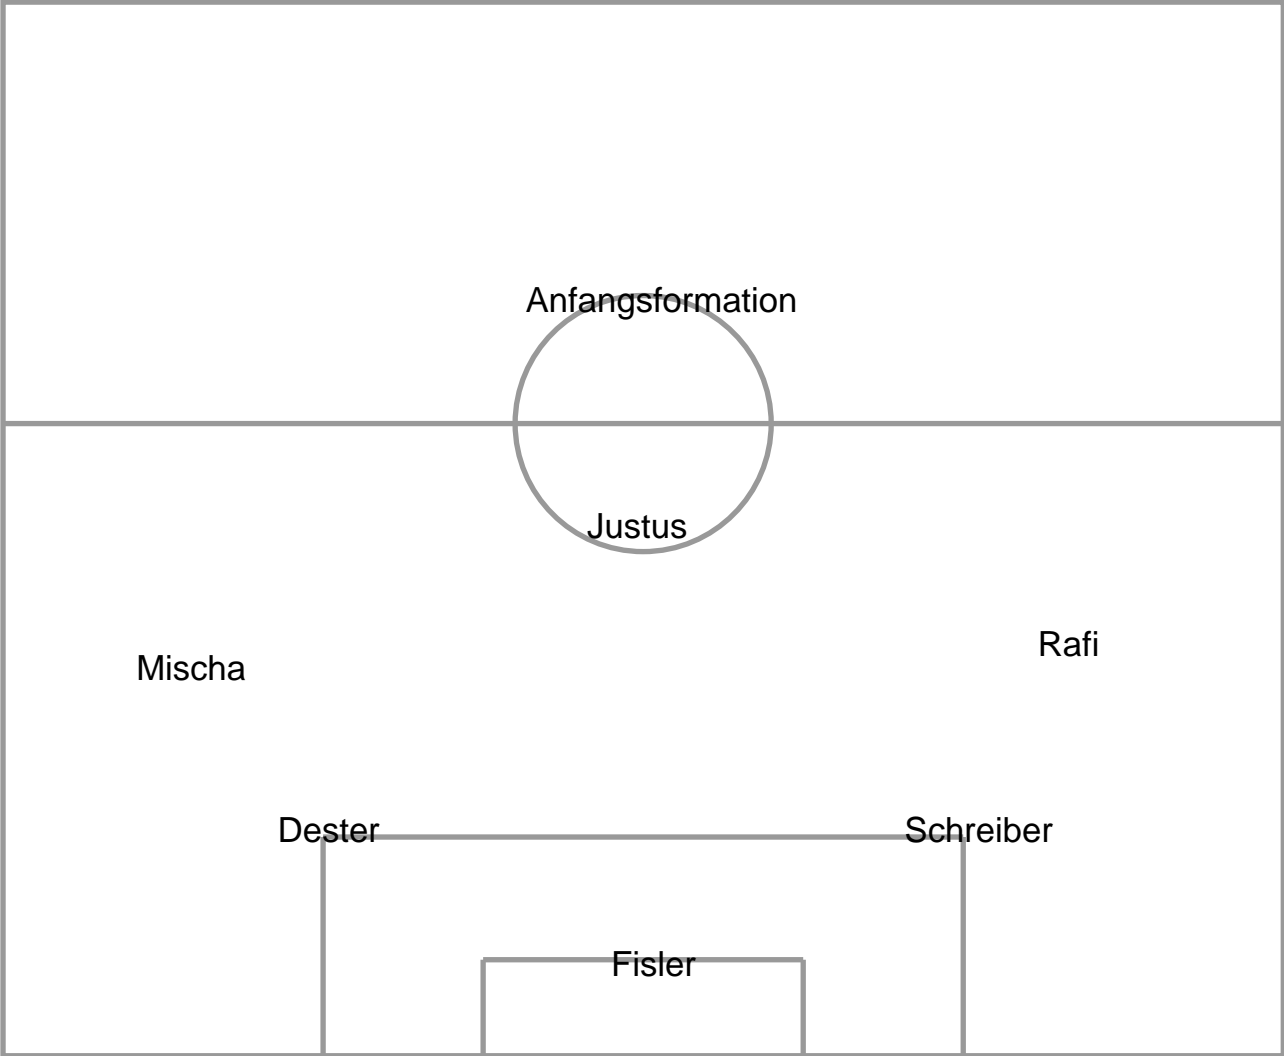 Anfangsformation
Justus
Rafi
Mischa
Dester
Schreiber
Fisler